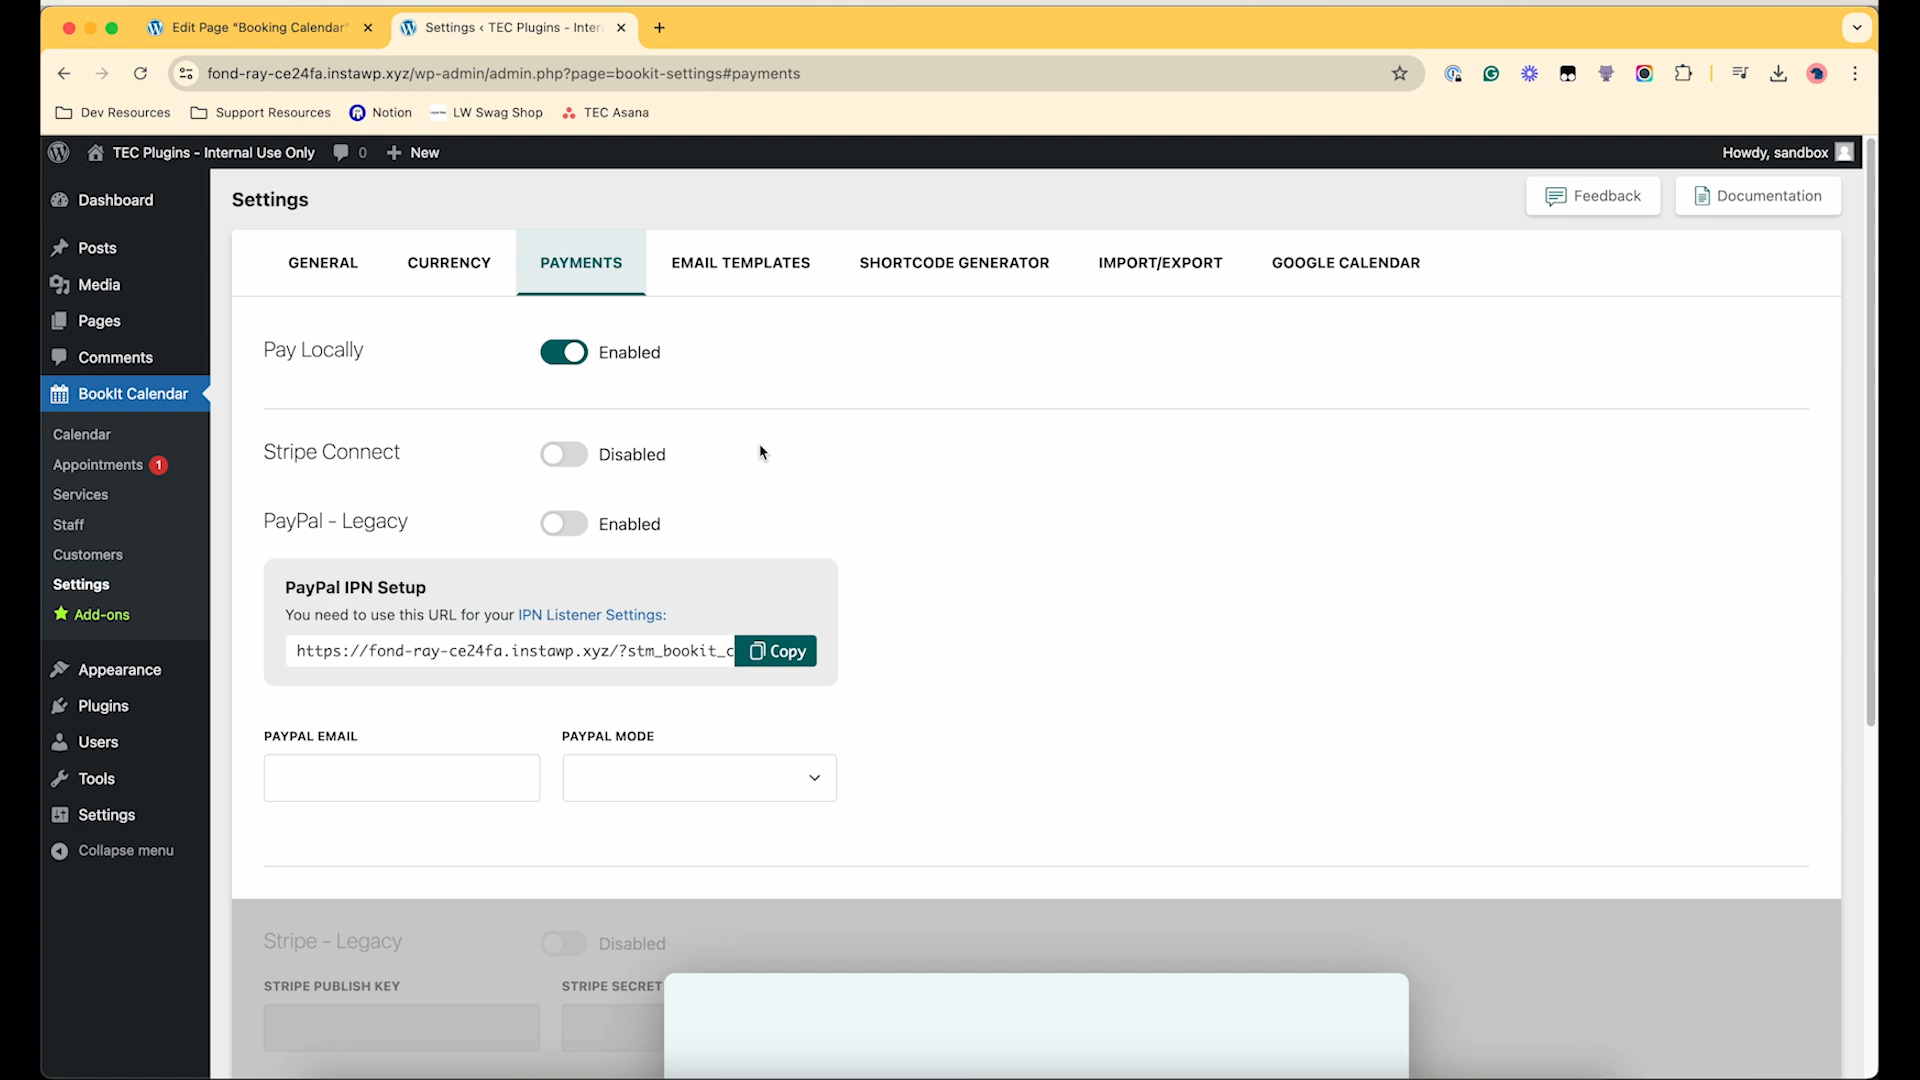 Edit Page “Booking Calendar”
Settings ‹ TEC Plugins - Inter
fond-ray-ce24fa.instawp.xyz/wp-admin/admin.php?page=bookit-settings#payments
Dev Resources
Support Resources
Notion
LW Swag Shop
TEC Asana
TEC Plugins - Internal Use Only
0
New
Howdy, sandbox
Dashboard
Posts
Media
Pages
Comments
BookIt Calendar
Calendar
Appointments 1
Services
Staff
Customers
Settings
Add-ons
Appearance
Plugins
Users
Tools
Settings
Collapse menu
Settings
Feedback
Documentation
GENERAL
CURRENCY
PAYMENTS
EMAIL TEMPLATES
SHORTCODE GENERATOR
IMPORT/EXPORT
GOOGLE CALENDAR
Pay Locally
Enabled
Stripe Connect
Disabled
PayPal - Legacy
Enabled
PayPal IPN Setup
You need to use this URL for your IPN Listener Settings:
https://fond-ray-ce24fa.instawp.xyz/?stm_bookit_c
Copy
PAYPAL EMAIL
PAYPAL MODE
Stripe - Legacy
Disabled
STRIPE PUBLISH KEY
STRIPE SECRET